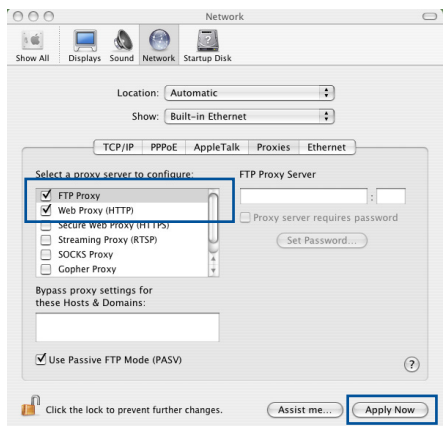 Network
Show All Displays Sound Network Startup Disk
Location: Automatic
Show: Built-in Ethernet
TCP/IP PPPoE AppleTalk Proxies Ethernet
Select a proxy server to configure: FTP Proxy Server
FTP Proxy :
Web Proxy (HTTP) Proxy server requires password
Secure Web Proxy (HTTPS)
Streaming Proxy (RTSP) Set Password...
SOCKS Proxy
Gopher Proxy
Bypass proxy settings for
these Hosts & Domains:
Use Passive FTP Mode (PASV) ?
Click the lock to prevent further changes. Assist me... Apply Now